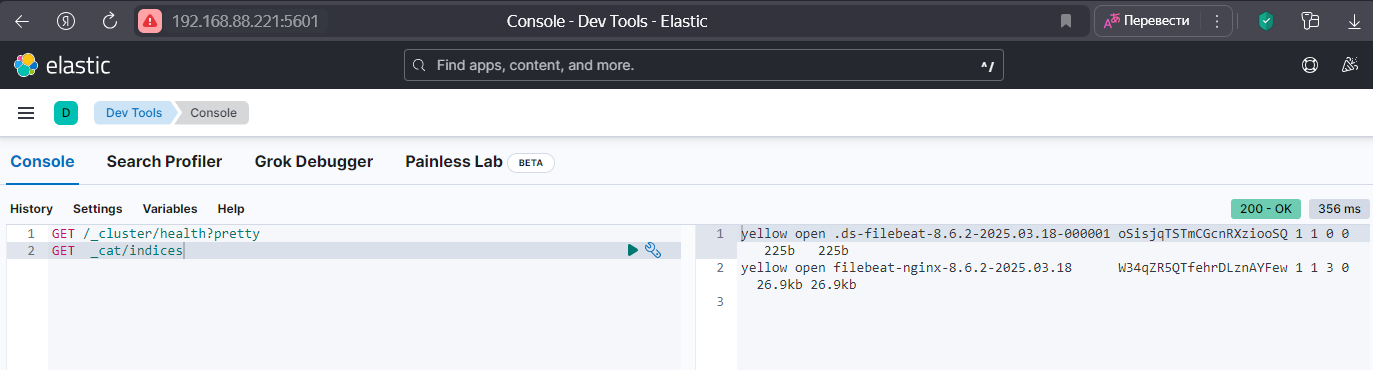 192.168.88.221:5601 Console - Dev Tools - Elastic Перевести
elastic Find apps, content, and more. ^/
D Dev Tools Console
Console Search Profiler Grok Debugger Painless Lab BETA
History Settings Variables Help 200 - OK 356 ms
1 GET /_cluster/health?pretty
2 GET _cat/indices
1 yellow open .ds-filebeat-8.6.2-2025.03.18-000001 oSisjqTSTmCGcnRXziooSQ 1 1 0 0
225b 225b
2 yellow open filebeat-nginx-8.6.2-2025.03.18 W34qZR5QTfehrDLznAYFew 1 1 3 0
26.9kb 26.9kb
3